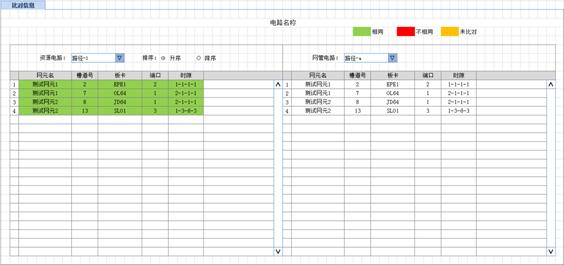 比对信息
电路名称
相同 不相同 未比对
资源电路： 路径-1 排序： 升序 降序 网管电路： 路径-a
网元名 槽道号 板卡 端口 时隙 网元名 槽道号 板卡 端口 时隙
1 测试网元1 2 EPE1 2 1-1-1-1 1 测试网元1 2 EPE1 2 1-1-1-1
2 测试网元1 7 OL64 1 2-1-1-1 2 测试网元1 7 OL64 1 2-1-1-1
3 测试网元2 8 JD64 1 2-1-1-1 3 测试网元2 8 JD64 1 2-1-1-1
4 测试网元2 13 SLO1 3 1-3-6-3 4 测试网元2 13 SLO1 3 1-3-6-3